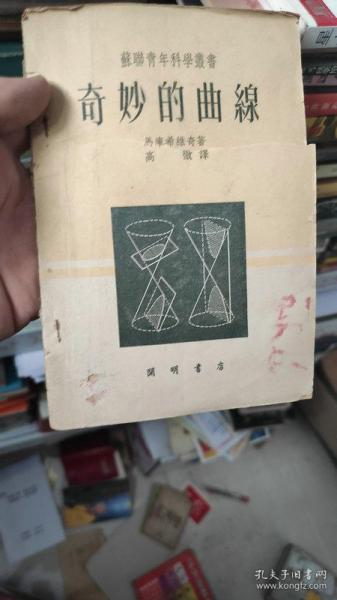 蘇聯青年科學叢書
奇妙的曲線
馬庫希維奇著
高徹譯
開明書店
孔夫子旧书网